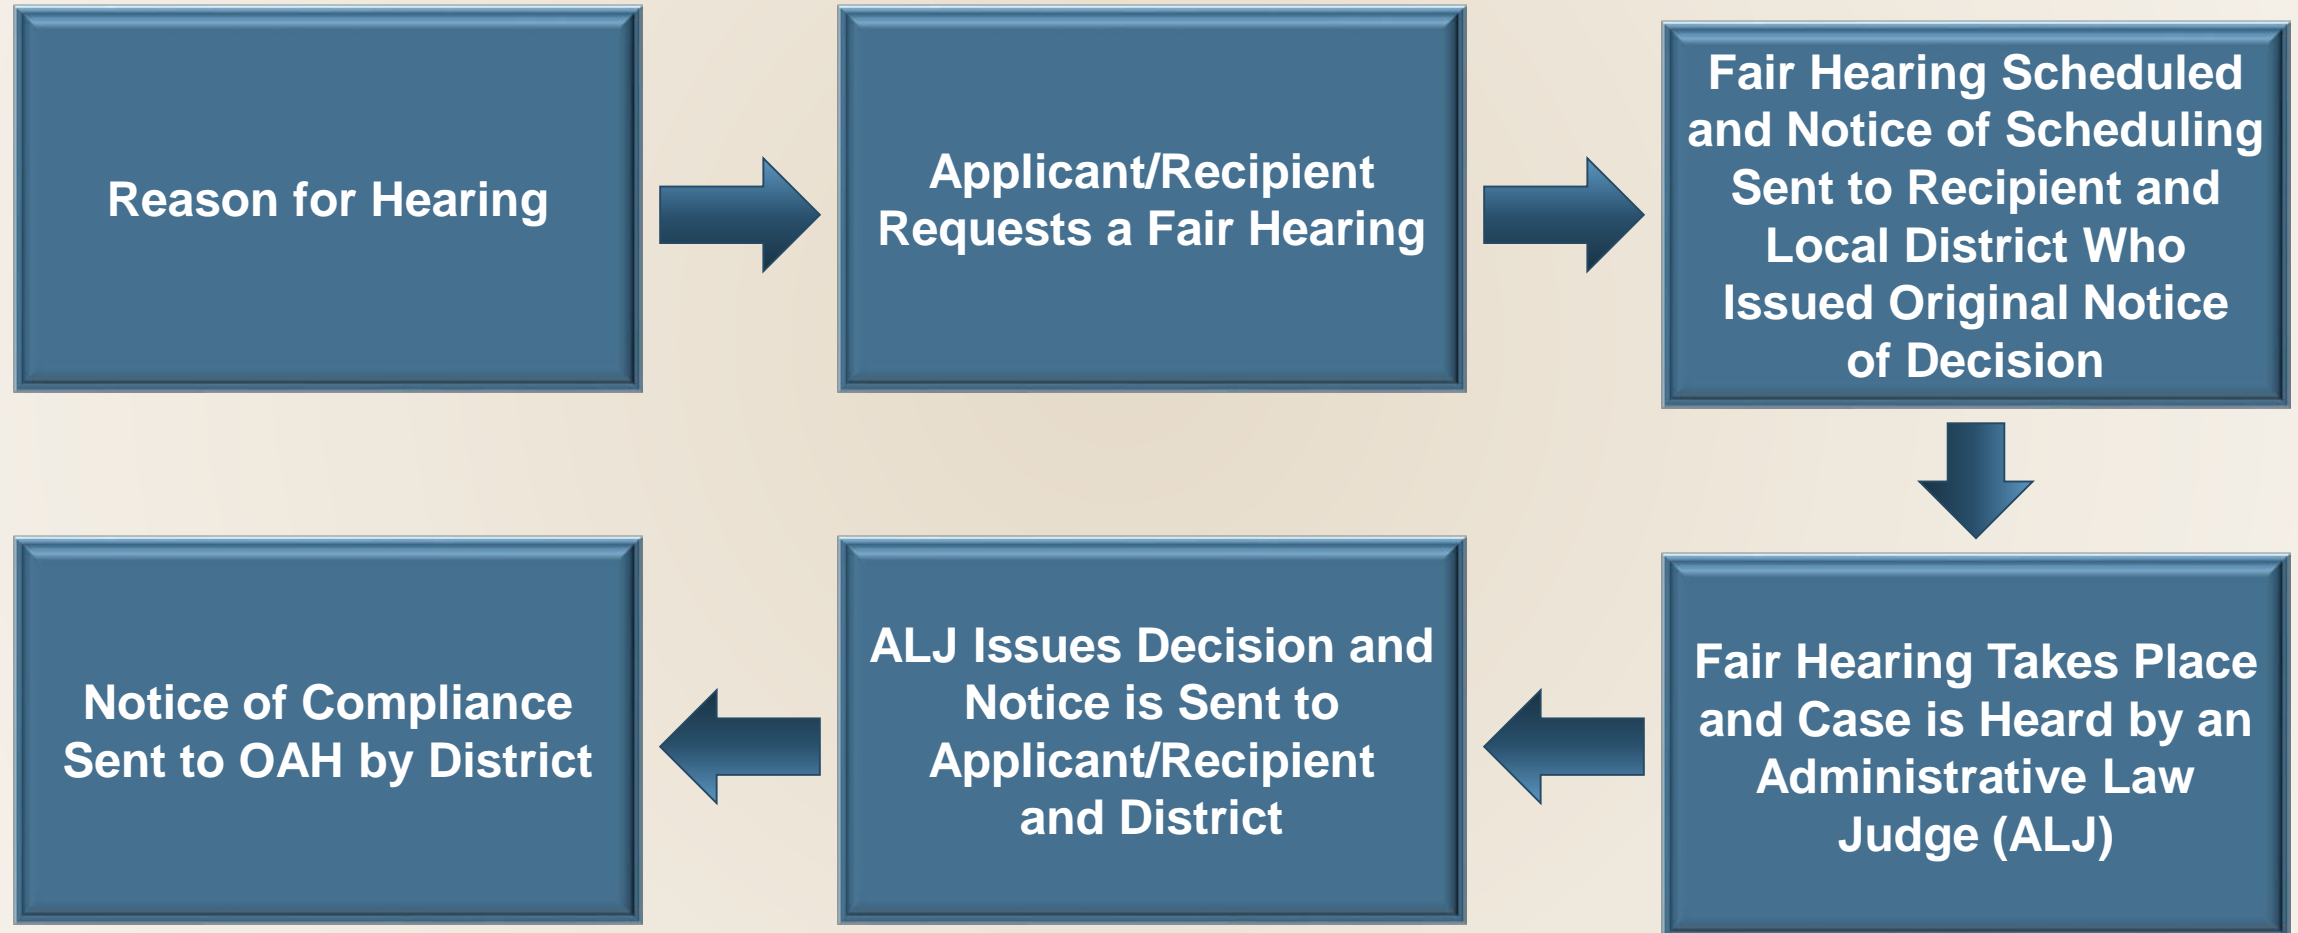 Reason for Hearing
Applicant/Recipient
Requests a Fair Hearing
Fair Hearing Scheduled
and Notice of Scheduling
Sent to Recipient and
Local District Who
Issued Original Notice
of Decision
Fair Hearing Takes Place
and Case is Heard by an
Administrative Law
Judge (ALJ)
ALJ Issues Decision and
Notice is Sent to
Applicant/Recipient
and District
Notice of Compliance
Sent to OAH by District